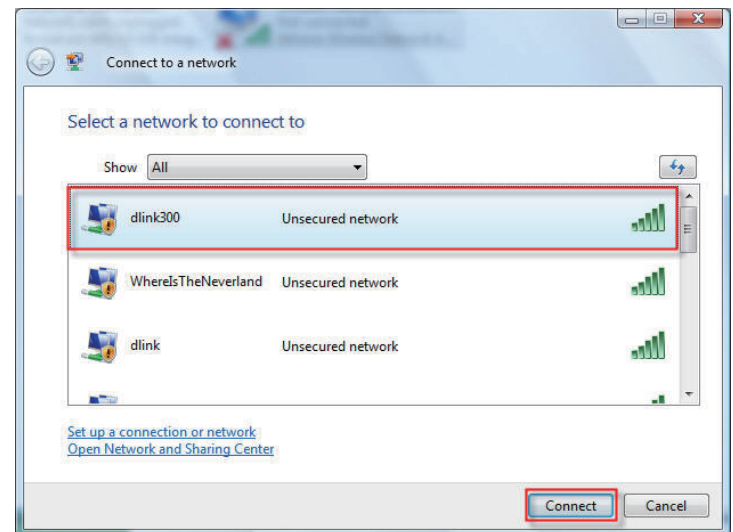 Connect to a network
Select a network to connect to
Show All
dlink300 Unsecured network
WhereIsTheNeverland Unsecured network
dlink Unsecured network
Set up a connection or network
Open Network and Sharing Center
Connect Cancel